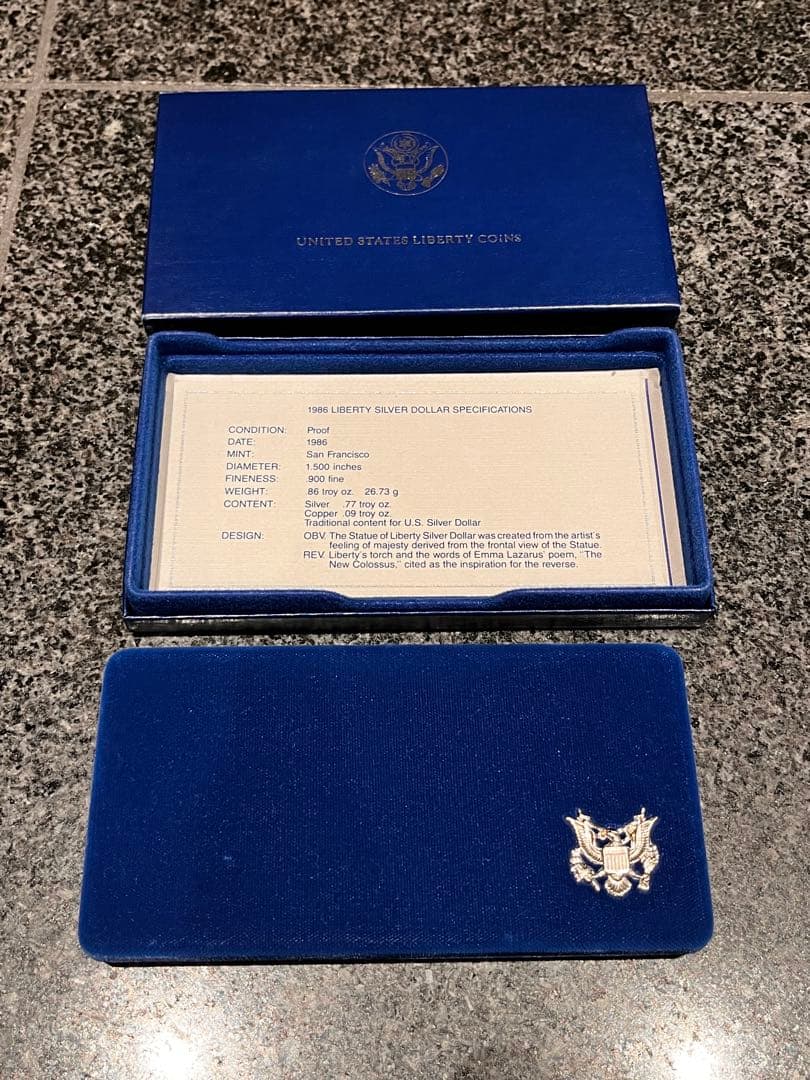 UNITED STATES LIBERTY COINS
1986 LIBERTY SILVER DOLLAR SPECIFICATIONS
CONDITION: Proof
DATE: 1986
MINT: San Francisco
DIAMETER: 1.500 inches
FINENESS: .900 fine
WEIGHT: .86 troy oz. 26.73 g
CONTENT: Silver .77 troy oz.
Copper .09 troy oz.
Traditional content for U.S. Silver Dollar
DESIGN: OBV. The Statue of Liberty Silver Dollar was created from the artist's
feeling of majesty derived from the frontal view of the Statue.
REV. Liberty's torch and the words of Emma Lazarus' poem, "The
New Colossus," cited as the inspiration for the reverse.